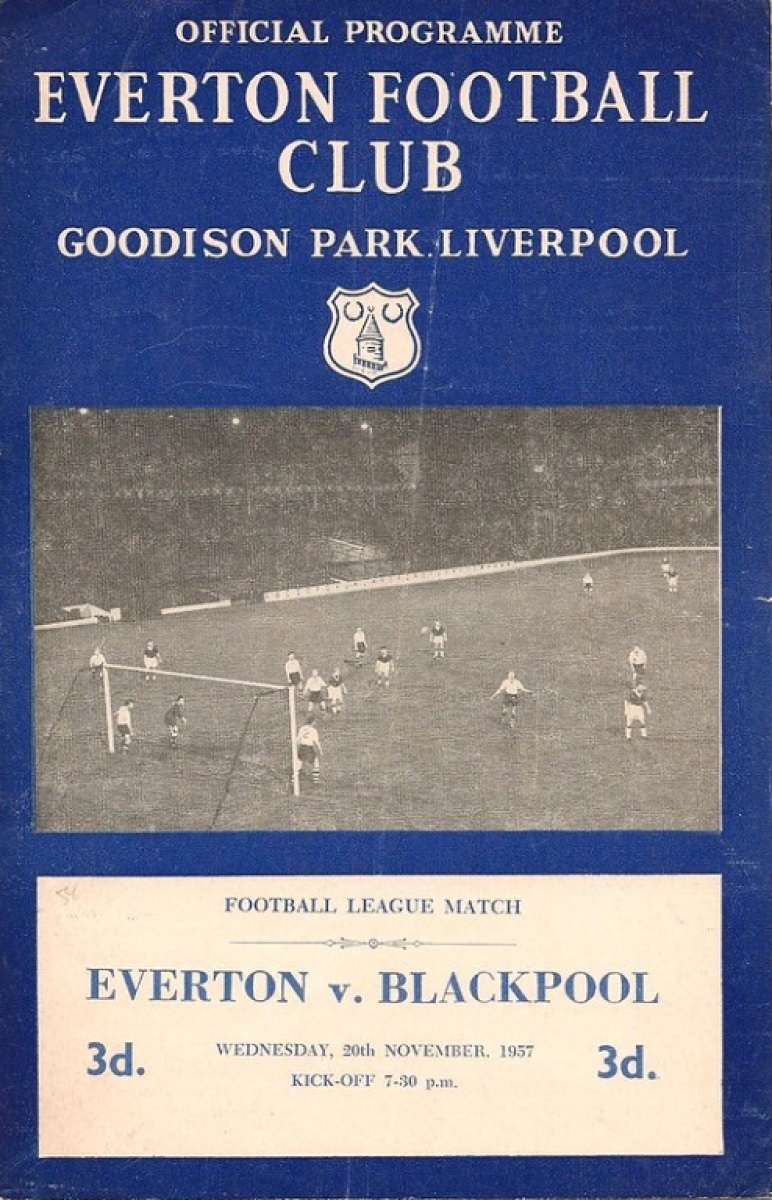 OFFICIAL PROGRAMME
EVERTON FOOTBALL
CLUB
GOODISON PARK. LIVERPOOL
FOOTBALL LEAGUE MATCH
EVERTON v. BLACKPOOL
3d. WEDNESDAY, 20th NOVEMBER, 1957 3d.
KICK-OFF 7-30 p.m.